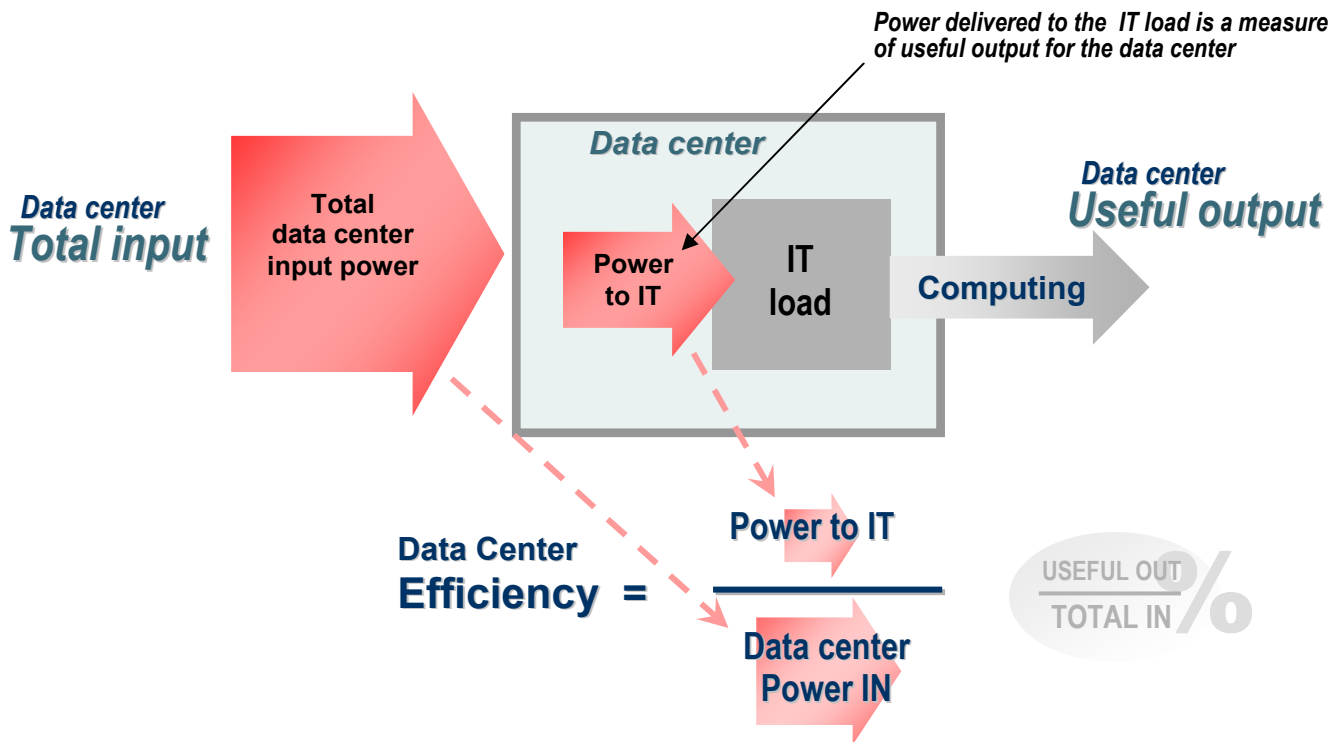 Power delivered to the IT load is a measure
of useful output for the data center
Data center
Total input
Total
data center
input power
Data center
Power
to IT
IT
load
Computing
Data center
Useful output
Data Center
Efficiency =
Power to IT
Data center
Power IN
USEFUL OUT
TOTAL IN
%